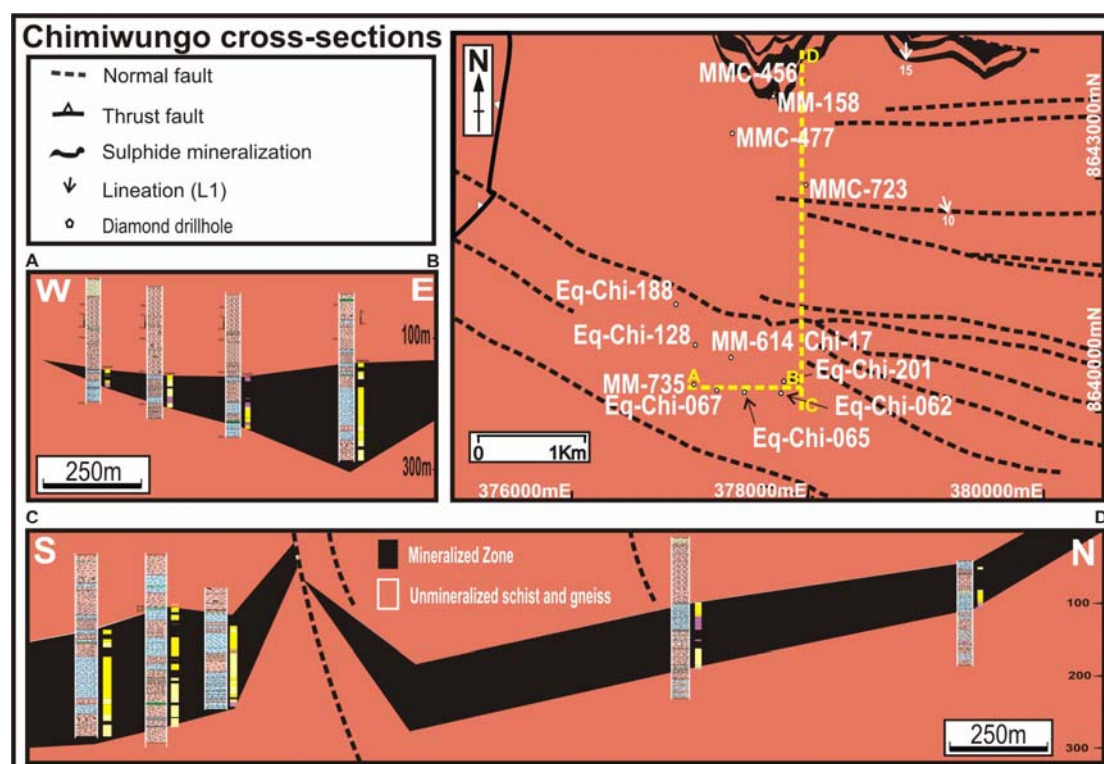 Chimiwungo cross-sections
Normal fault
Thrust fault
Sulphide mineralization
Lineation (L1)
Diamond drillhole
N
D
MMC-456
MM-158
MMC-477
MMC-723
15
10
8643000mN
8640000mN
Eq-Chi-188
Eq-Chi-128
MM-614
Chi-17
Eq-Chi-201
A
B
MM-735
C
Eq-Chi-067
Eq-Chi-062
Eq-Chi-065
0 1Km
376000mE
378000mE
380000mE
A
B
W
E
100m
300m
250m
C
D
S
N
Mineralized Zone
Unmineralized schist and gneiss
100
200
300
250m